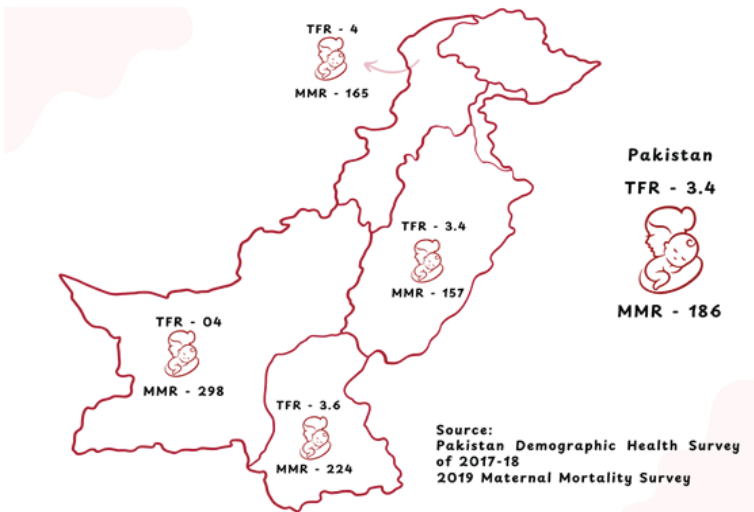 TFR - 4
MMR - 165
Pakistan
TFR - 3.4
MMR - 186
TFR - 3.4
MMR - 157
TFR - 04
MMR - 298
TFR - 3.6
MMR - 224
Source:
Pakistan Demographic Health Survey
of 2017-18
2019 Maternal Mortality Survey